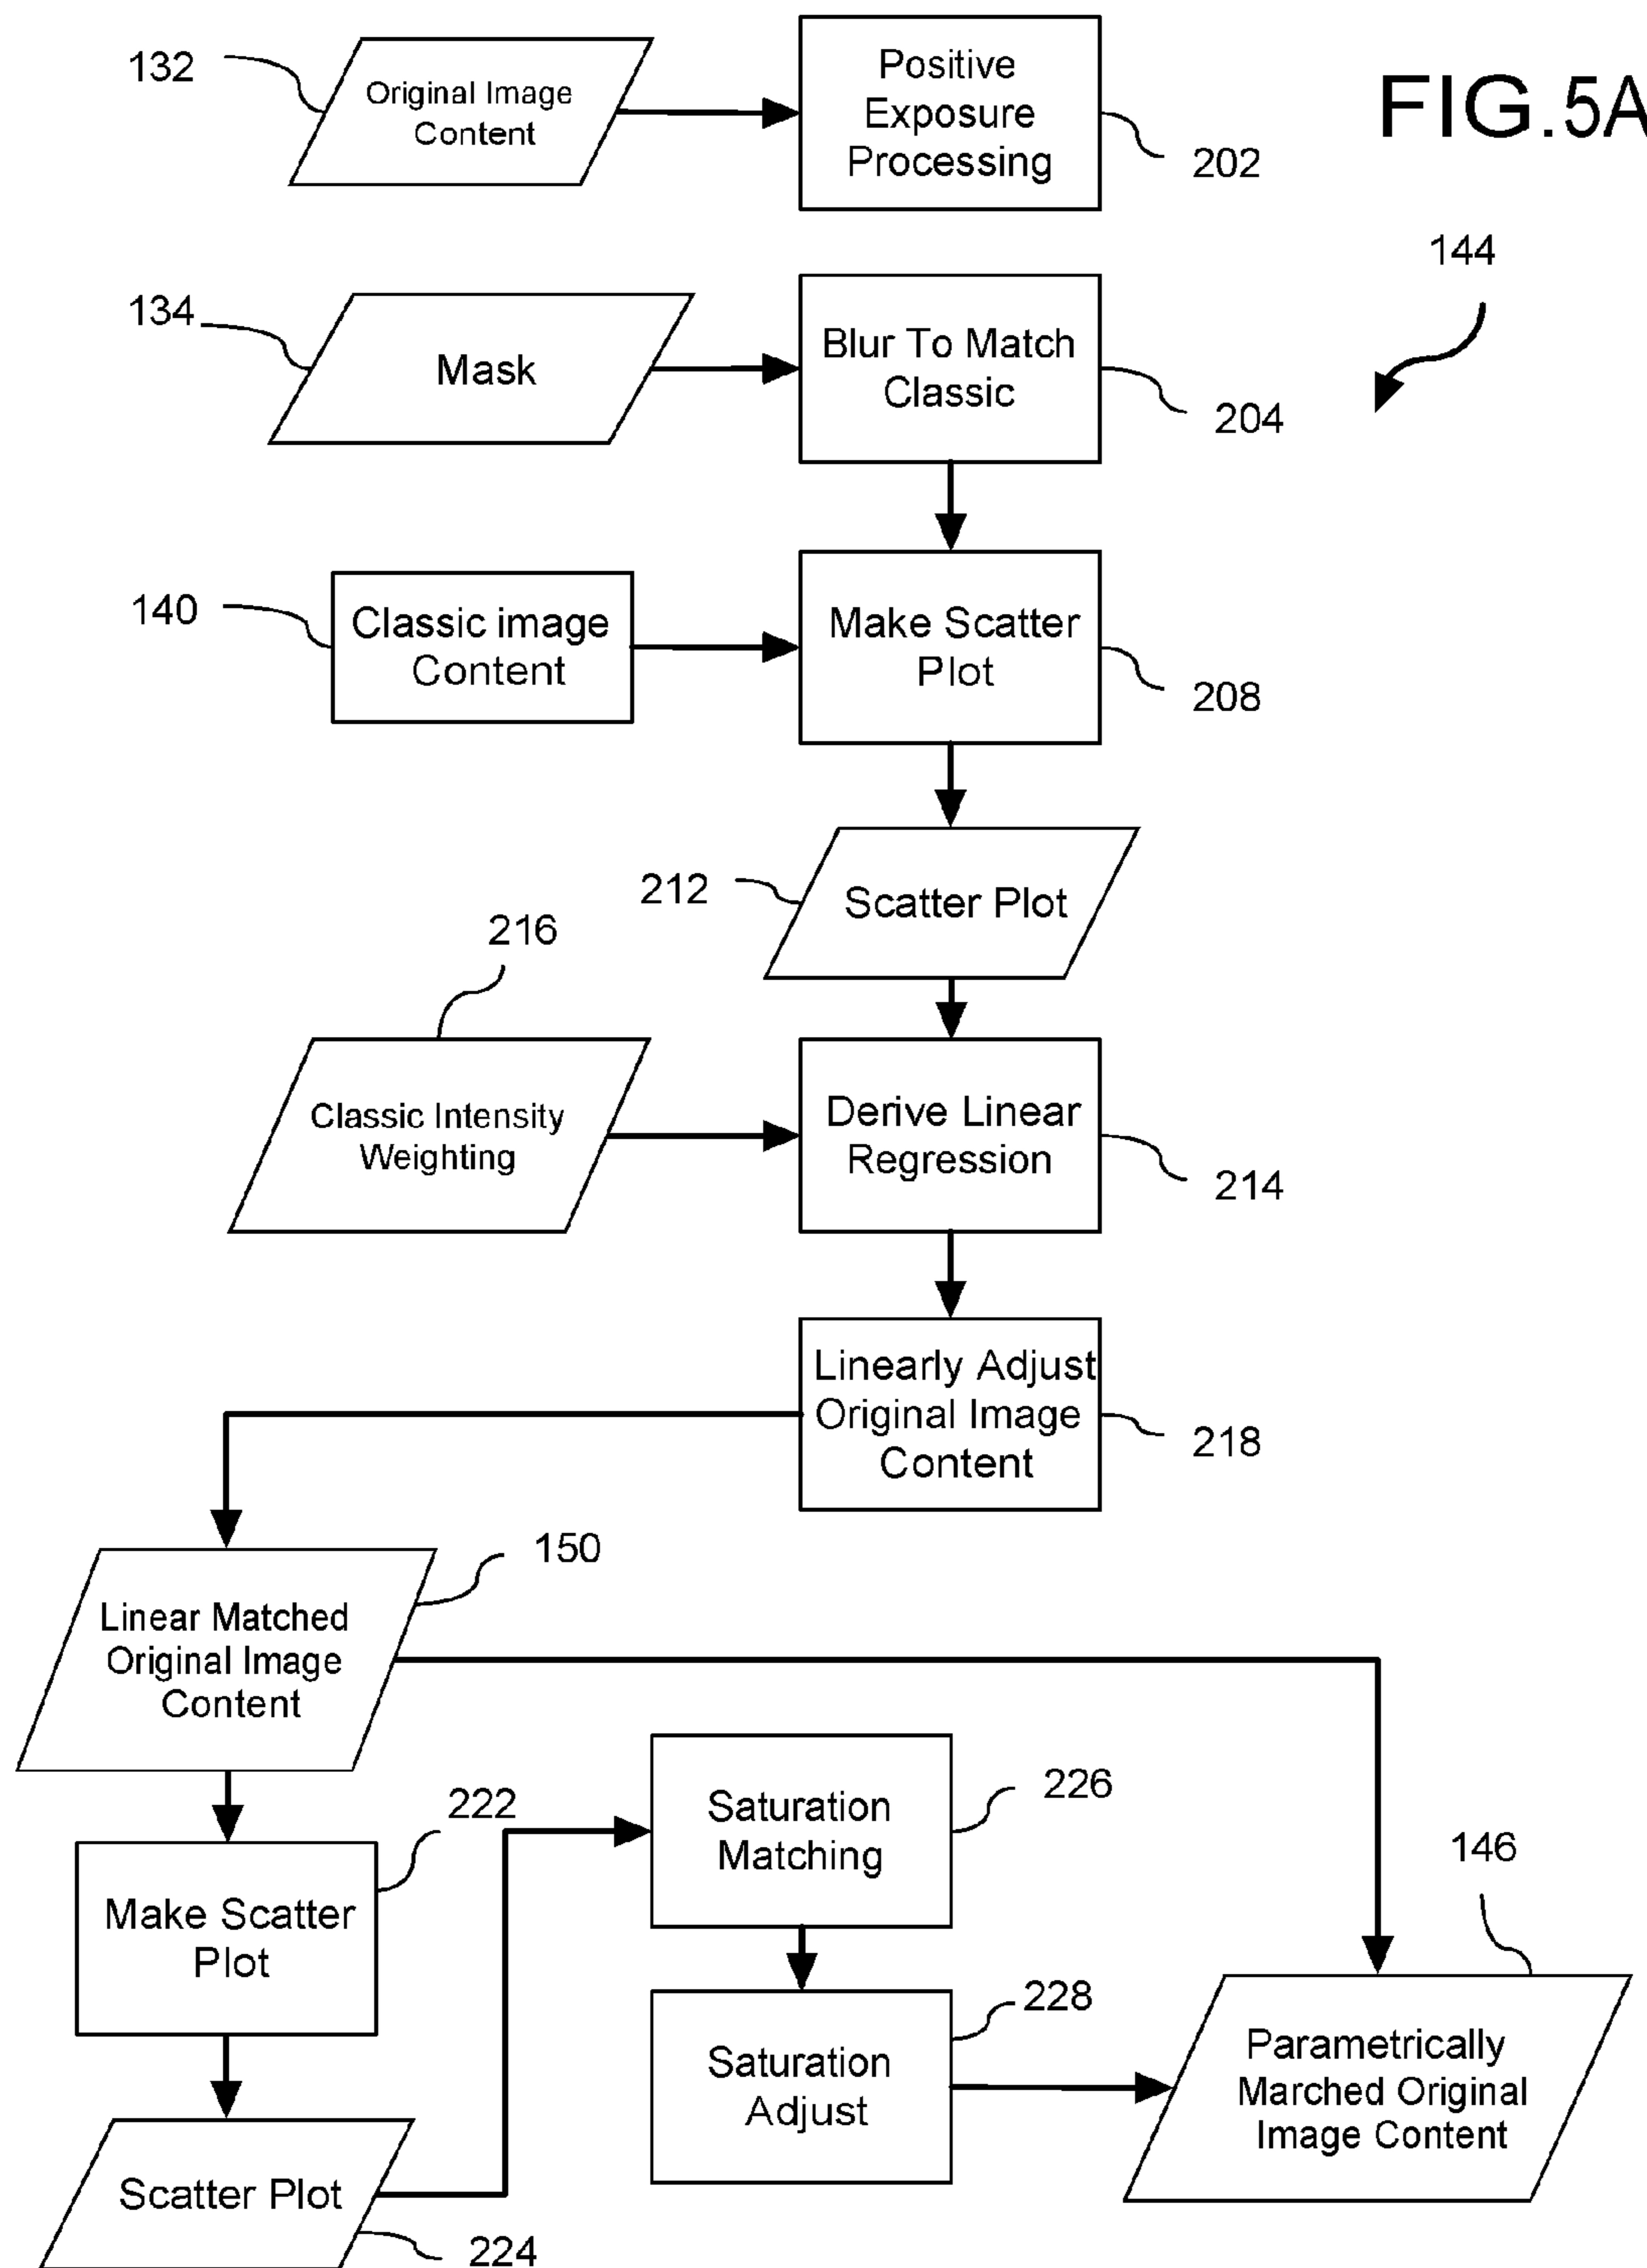 FIG.5A
132
Original Image
Content
Positive
Exposure
Processing
202
144
134
Mask
Blur To Match
Classic
204
140
Classic image
Content
Make Scatter
Plot
208
212
Scatter Plot
216
Classic Intensity
Weighting
Derive Linear
Regression
214
Linearly Adjust
Original Image
Content
218
150
Linear Matched
Original Image
Content
222
Make Scatter
Plot
Scatter Plot
224
Saturation
Matching
226
Saturation
Adjust
228
146
Parametrically
Marched Original
Image Content